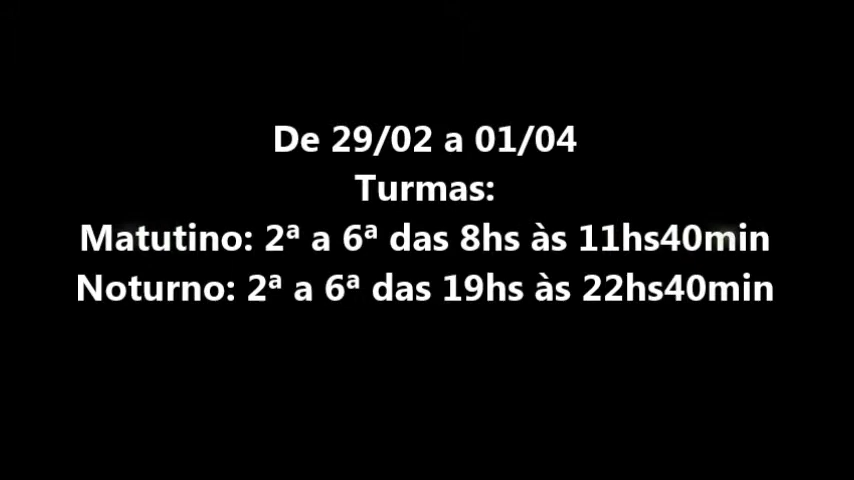 De 29/02 a 01/04
Turmas:
Matutino: 2ª a 6ª das 8hs às 11hs40min
Noturno: 2ª a 6ª das 19hs às 22hs40min